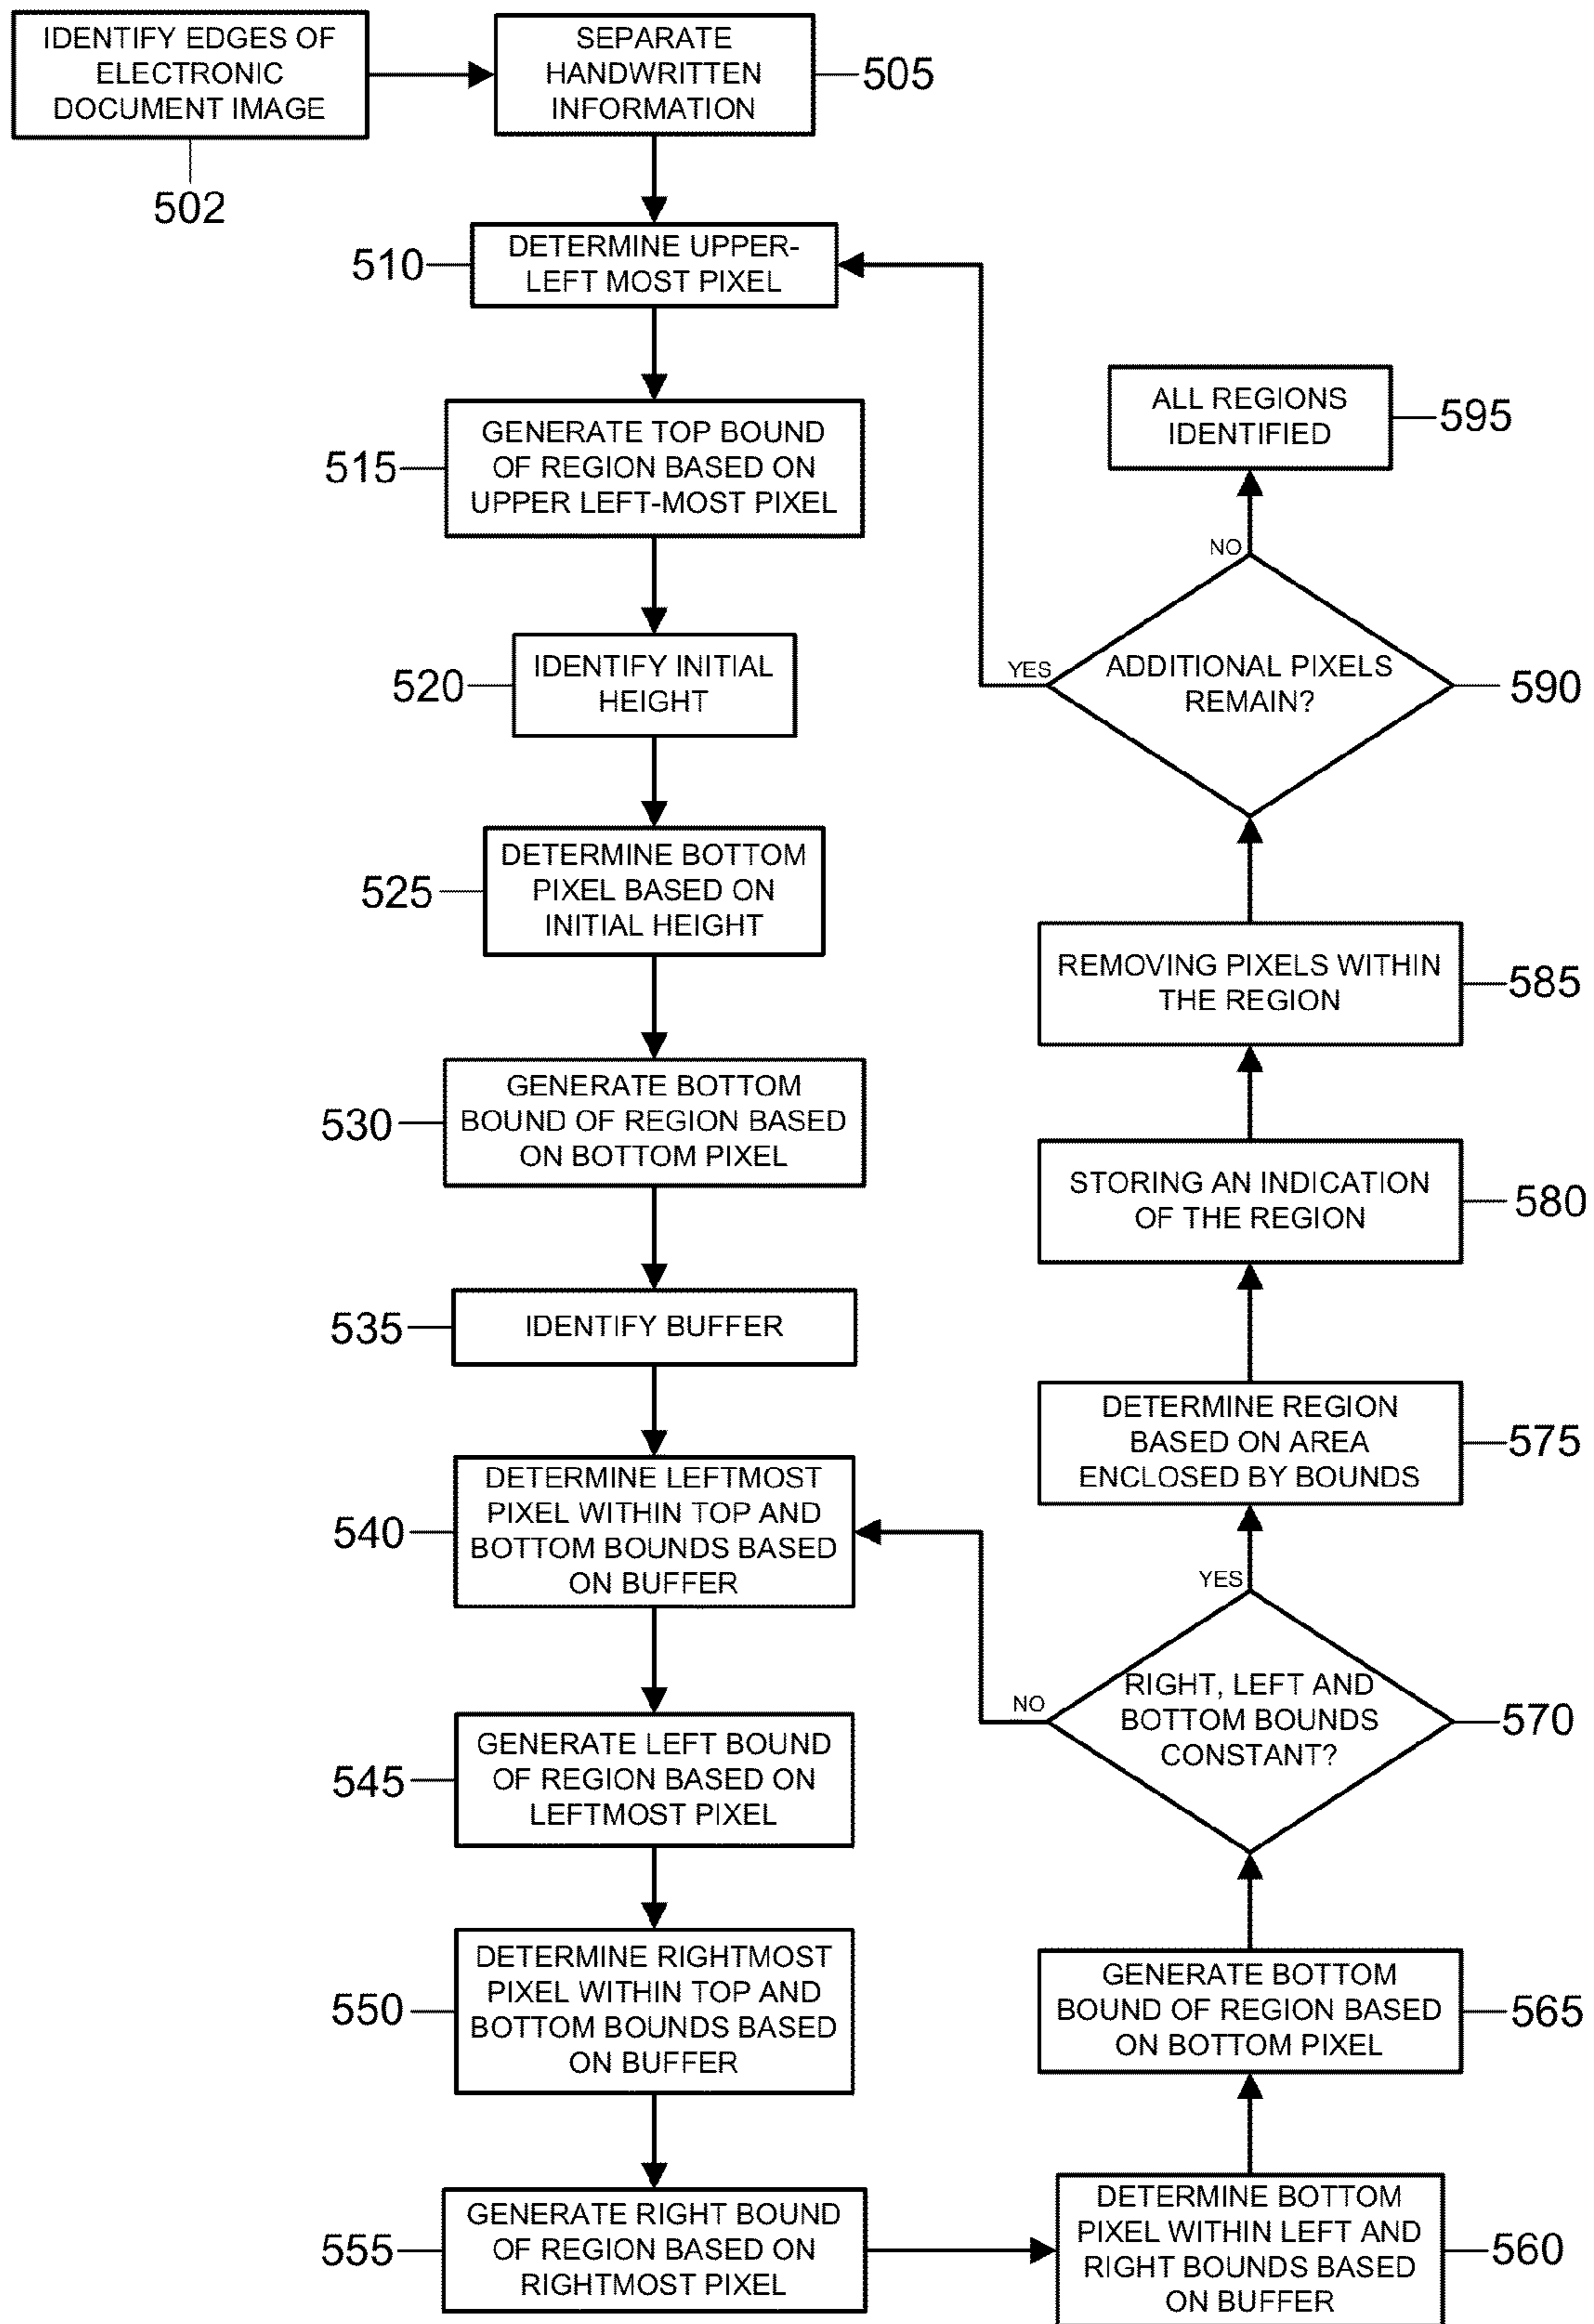 IDENTIFY EDGES OF
ELECTRONIC
DOCUMENT IMAGE
502
SEPARATE
HANDWRITTEN
INFORMATION
505
DETERMINE UPPER-
LEFT MOST PIXEL
510
GENERATE TOP BOUND
OF REGION BASED ON
UPPER LEFT-MOST PIXEL
515
IDENTIFY INITIAL
HEIGHT
520
DETERMINE BOTTOM
PIXEL BASED ON
INITIAL HEIGHT
525
GENERATE BOTTOM
BOUND OF REGION BASED
ON BOTTOM PIXEL
530
IDENTIFY BUFFER
535
DETERMINE LEFTMOST
PIXEL WITHIN TOP AND
BOTTOM BOUNDS BASED
ON BUFFER
540
GENERATE LEFT BOUND
OF REGION BASED ON
LEFTMOST PIXEL
545
DETERMINE RIGHTMOST
PIXEL WITHIN TOP AND
BOTTOM BOUNDS BASED
ON BUFFER
550
GENERATE RIGHT BOUND
OF REGION BASED ON
RIGHTMOST PIXEL
555
DETERMINE BOTTOM
PIXEL WITHIN LEFT AND
RIGHT BOUNDS BASED
ON BUFFER
560
GENERATE BOTTOM
BOUND OF REGION BASED
ON BOTTOM PIXEL
565
RIGHT, LEFT AND
BOTTOM BOUNDS
CONSTANT?
570
NO
YES
DETERMINE REGION
BASED ON AREA
ENCLOSED BY BOUNDS
575
STORING AN INDICATION
OF THE REGION
580
REMOVING PIXELS WITHIN
THE REGION
585
ADDITIONAL PIXELS
REMAIN?
590
YES
NO
ALL REGIONS
IDENTIFIED
595